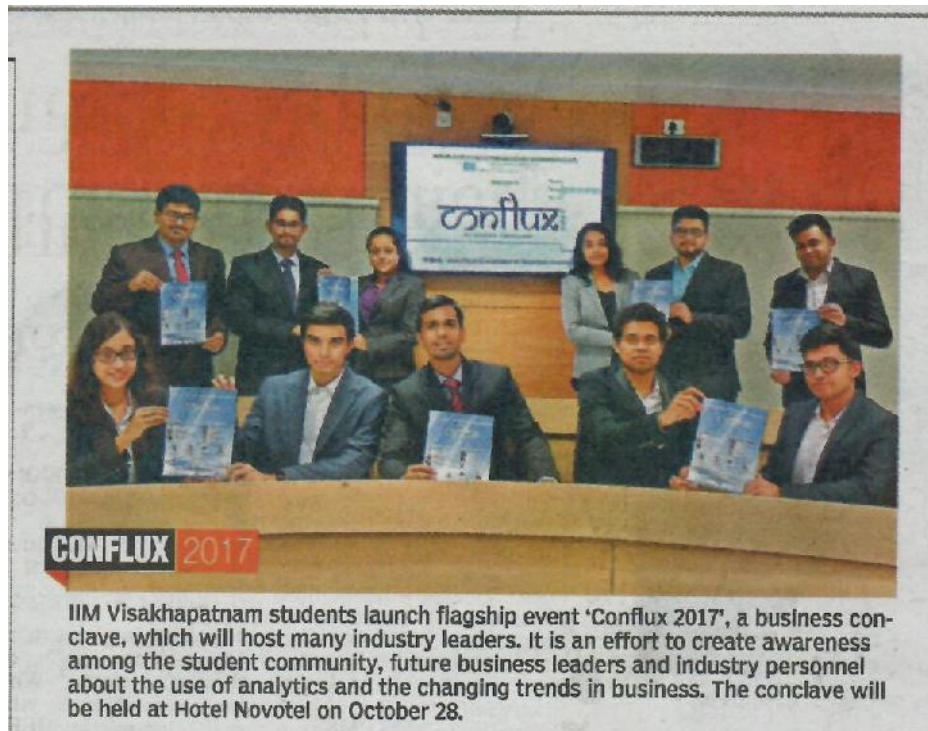 conflux
CONFLUX 2017
IIM Visakhapatnam students launch flagship event ‘Conflux 2017’, a business con-
clave, which will host many industry leaders. It is an effort to create awareness
among the student community, future business leaders and industry personnel
about the use of analytics and the changing trends in business. The conclave will
be held at Hotel Novotel on October 28.